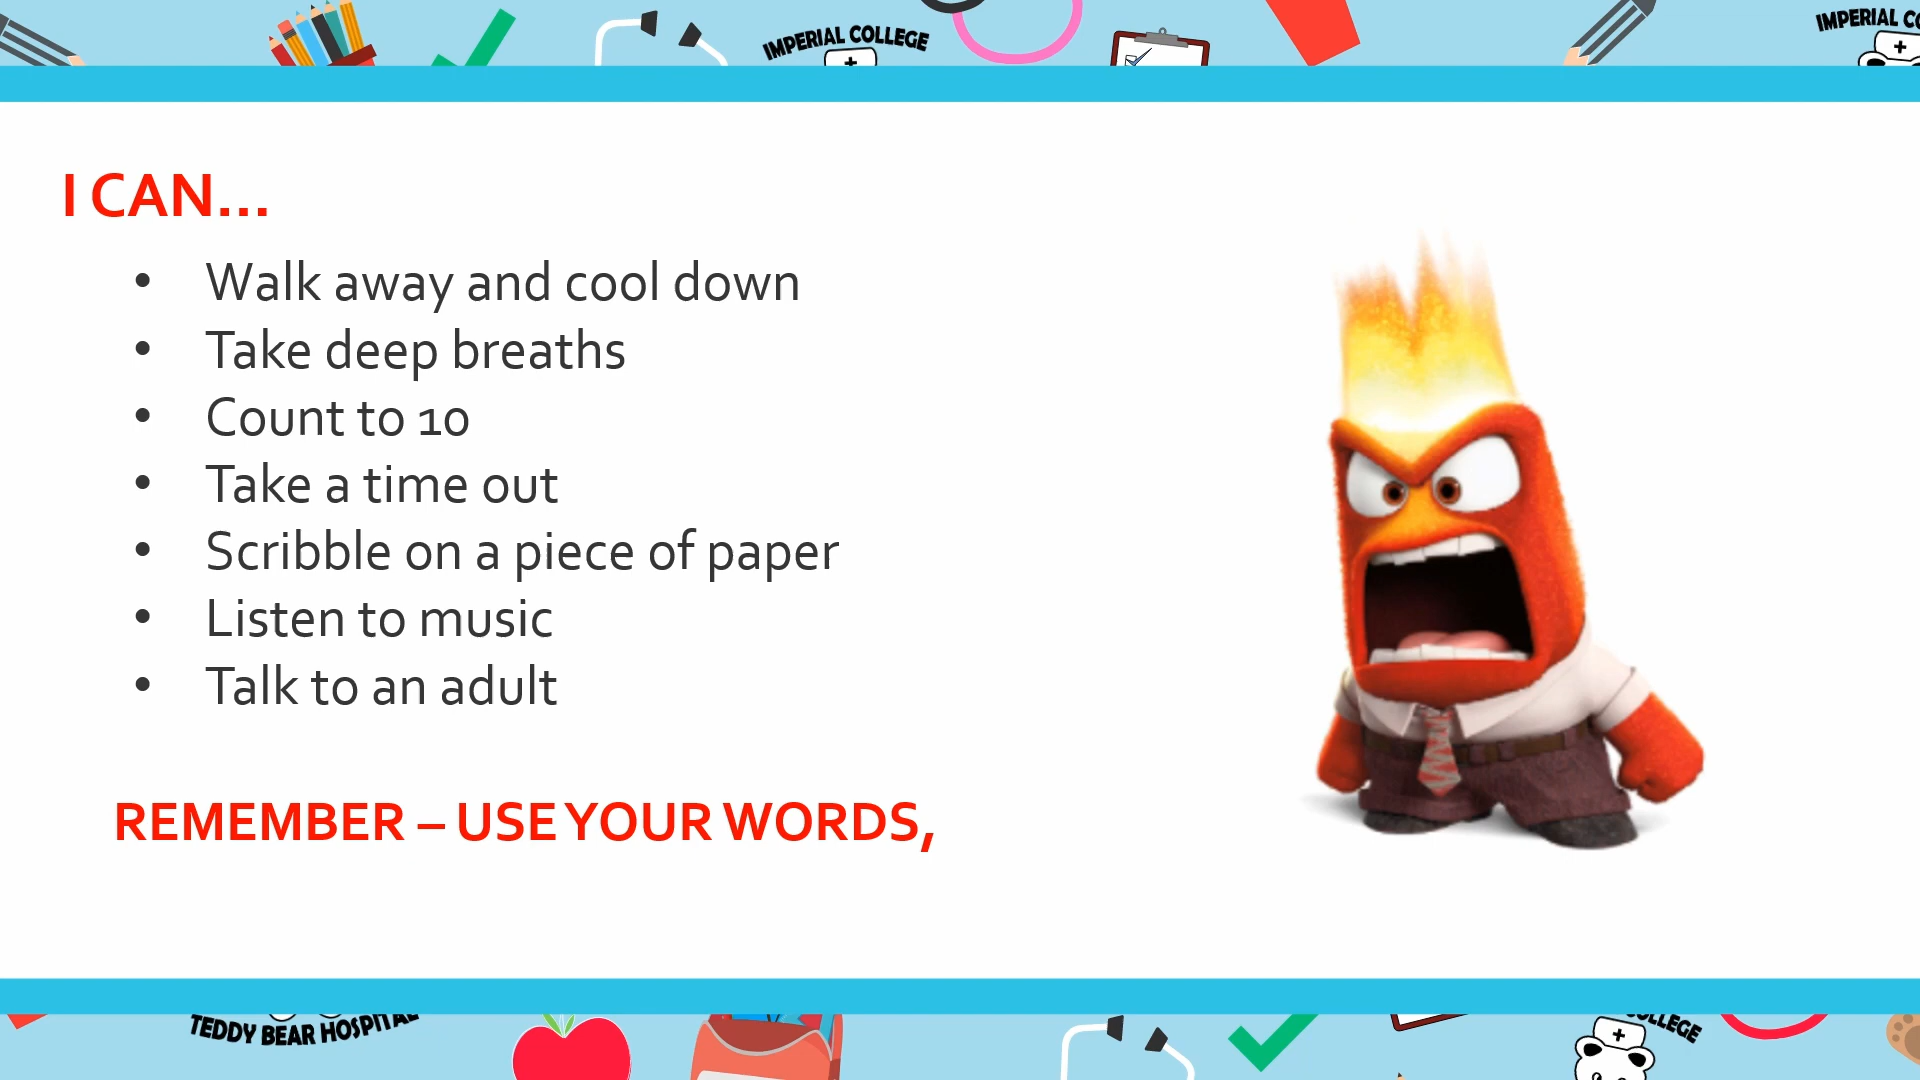 IMPERIAL COLLEGE
IMPERIAL
I CAN...
• Walk away and cool down
• Take deep breaths
• Count to 10
• Take a time out
• Scribble on a piece of paper
• Listen to music
• Talk to an adult
REMEMBER – USE YOUR WORDS,
TEDDY BEAR HOSPITAL
COLLEGE